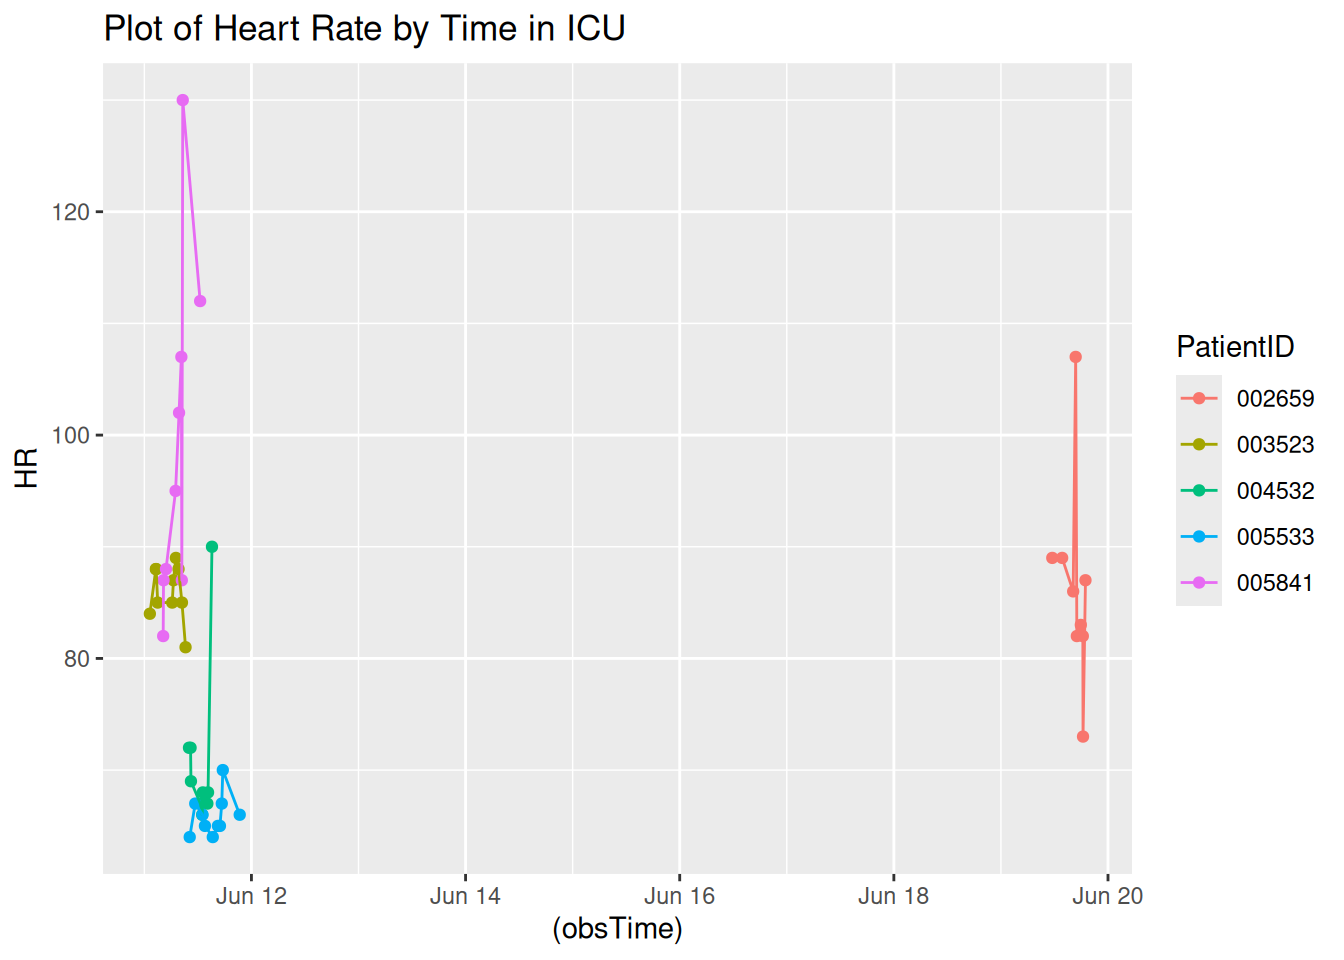 Plot of Heart Rate by Time in ICU
HR
120
100
80
Jun 12
Jun 14
Jun 16
Jun 18
Jun 20
(obsTime)
PatientID
002659
003523
004532
005533
005841